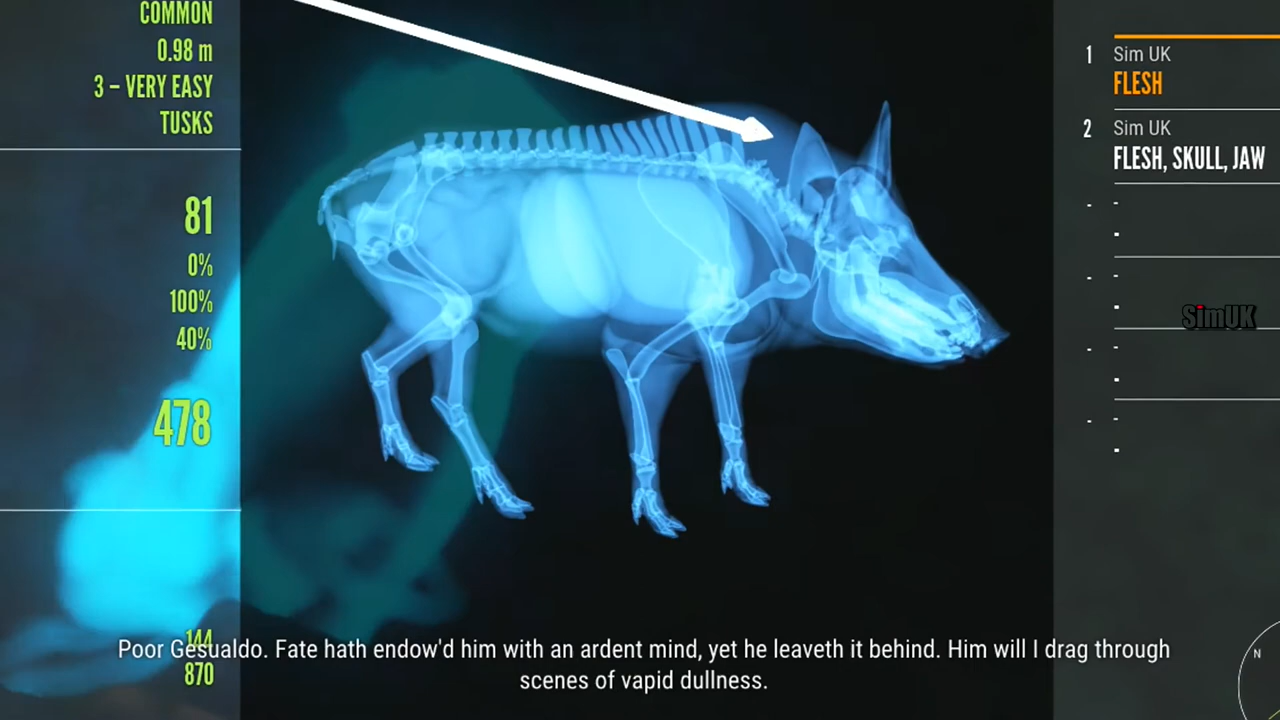 COMMON
0.98 m
3 – VERY EASY
TUSKS
81
0%
100%
40%
478
144
870
1 Sim UK
FLESH
2 Sim UK
FLESH, SKULL, JAW
- -
-
- -
-
- -
-
- -
-
SimUK
N
Poor Gesualdo. Fate hath endow'd him with an ardent mind, yet he leaveth it behind. Him will I drag through
scenes of vapid dullness.